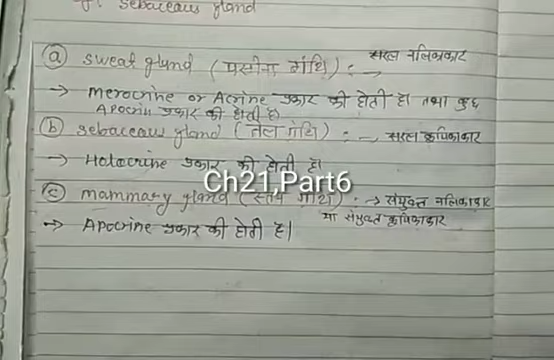 g. sebaceous gland
(a) sweat gland (पसीना ग्रंथि) :→ सरल नलिकाकार
→ merocrine or Acrine प्रकार की होती है। तथा कुछ
Apocrine प्रकार की होती है।
(b) sebaceous gland (तेल ग्रंथि) :→ सरल कूपिकाकार
→ Holocrine प्रकार की होती है।
Ch21,Part6
(c) mammary gland (स्तन ग्रंथि) :→ संयुक्त नलिकाकार
या संयुक्त कूपिकाकार
→ Apocrine प्रकार की होती है।